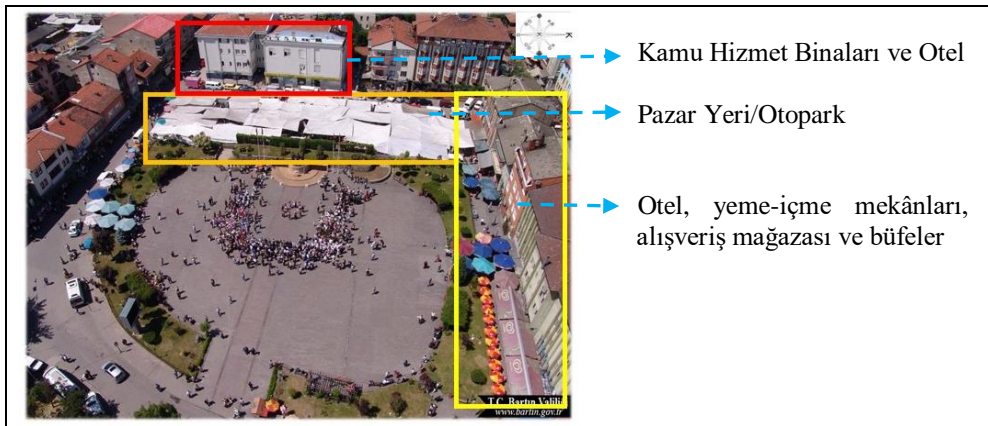 Kamu Hizmet Binaları ve Otel
Pazar Yeri/Otopark
Otel, yeme-içme mekânları,
alışveriş mağazası ve büfeler
T.C. Bartın Valiliği
www.bartin.gov.tr